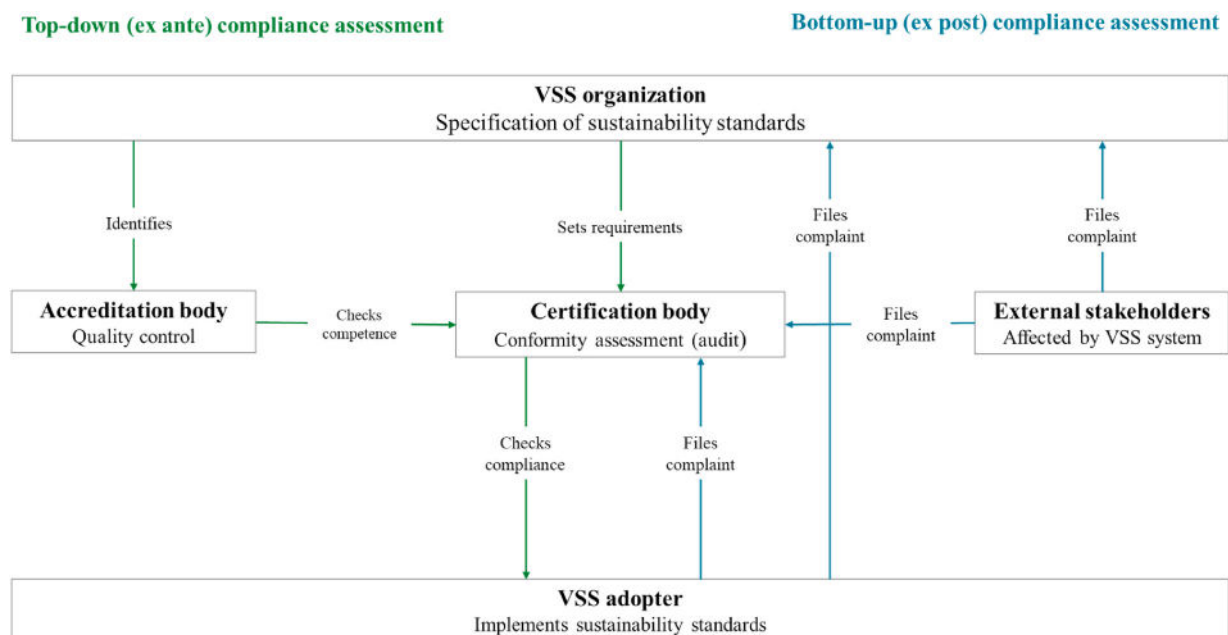 Top-down (ex ante) compliance assessment
Bottom-up (ex post) compliance assessment
VSS organization
Specification of sustainability standards
Identifies
Sets requirements
Files
complaint
Files
complaint
Accreditation body
Quality control
Checks
competence
Certification body
Conformity assessment (audit)
Files
complaint
External stakeholders
Affected by VSS system
Checks
compliance
Files
complaint
VSS adopter
Implements sustainability standards